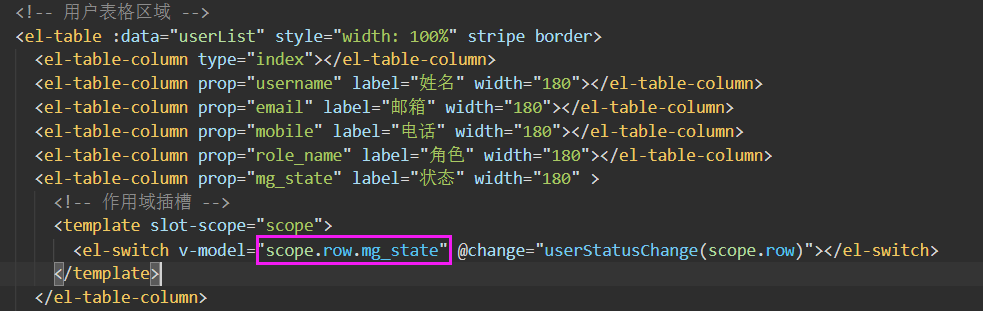 <!-- 用户表格区域 -->
<el-table :data="userList" style="width: 100%" stripe border>
<el-table-column type="index"></el-table-column>
<el-table-column prop="username" label="姓名" width="180"></el-table-column>
<el-table-column prop="email" label="邮箱" width="180"></el-table-column>
<el-table-column prop="mobile" label="电话" width="180"></el-table-column>
<el-table-column prop="role_name" label="角色" width="180"></el-table-column>
<el-table-column prop="mg_state" label="状态" width="180" >
<!-- 作用域插槽 -->
<template slot-scope="scope">
<el-switch v-model="scope.row.mg_state" @change="userStatusChange(scope.row)"></el-switch>
</template>
</el-table-column>